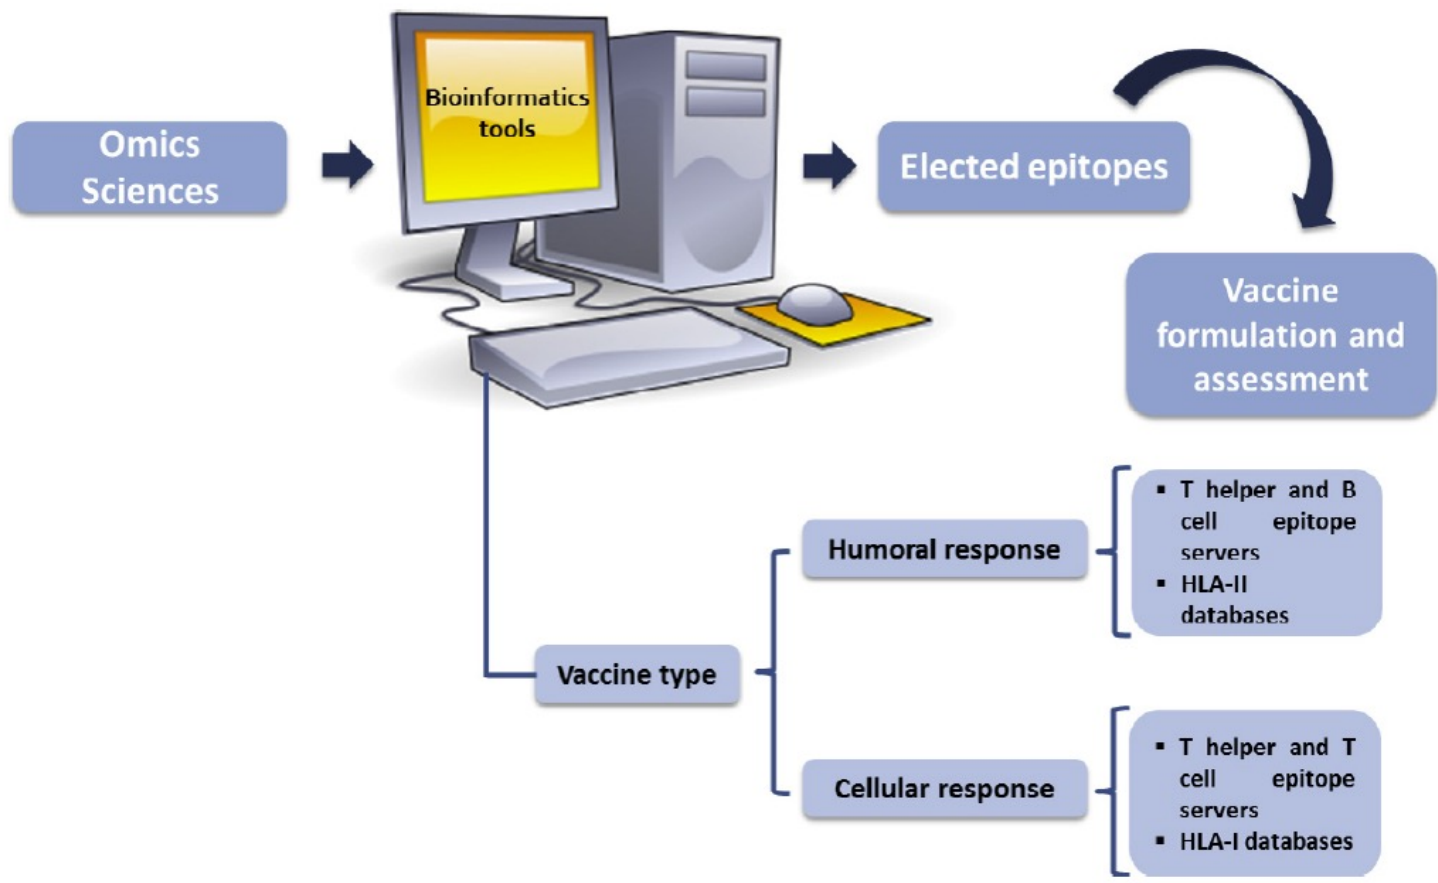 Omics
Sciences
Bioinformatics
tools
Elected epitopes
Vaccine
formulation and
assessment
Vaccine type
Humoral response
▪ T helper and B
cell epitope
servers
▪ HLA-II
databases
Cellular response
▪ T helper and T
cell epitope
servers
▪ HLA-I databases